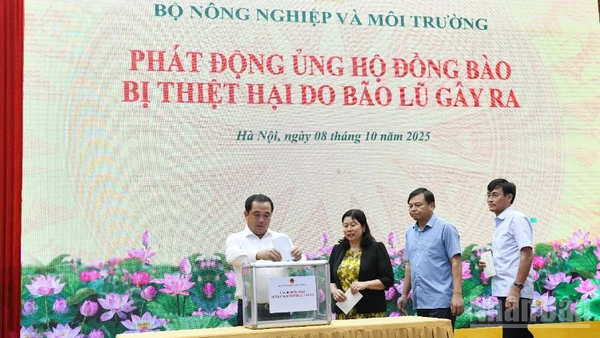 BỘ NÔNG NGHIỆP VÀ MÔI TRƯỜNG
PHÁT ĐỘNG ỦNG HỘ ĐỒNG BÀO
BỊ THIỆT HẠI DO BÃO LŨ GÂY RA
Hà Nội, ngày 08 tháng 10 năm 2025